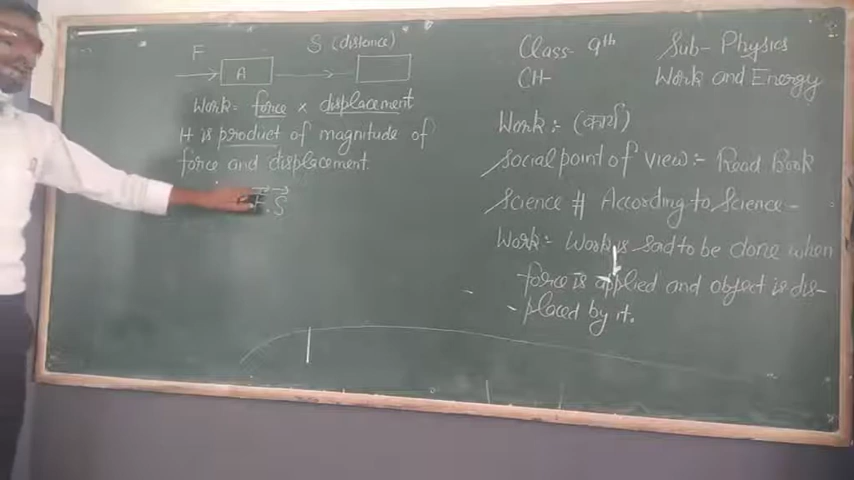 F S (distance)
A
Work = force x displacement
It is product of magnitude of
force and displacement.
F.S
Class- 9th Sub- Physics
CH- Work and Energy
Work :- (कार्य)
Social point of view :- Read Book
Science # According to Science -
Work :- Work is said to be done when
force is applied and object is dis-
placed by it.